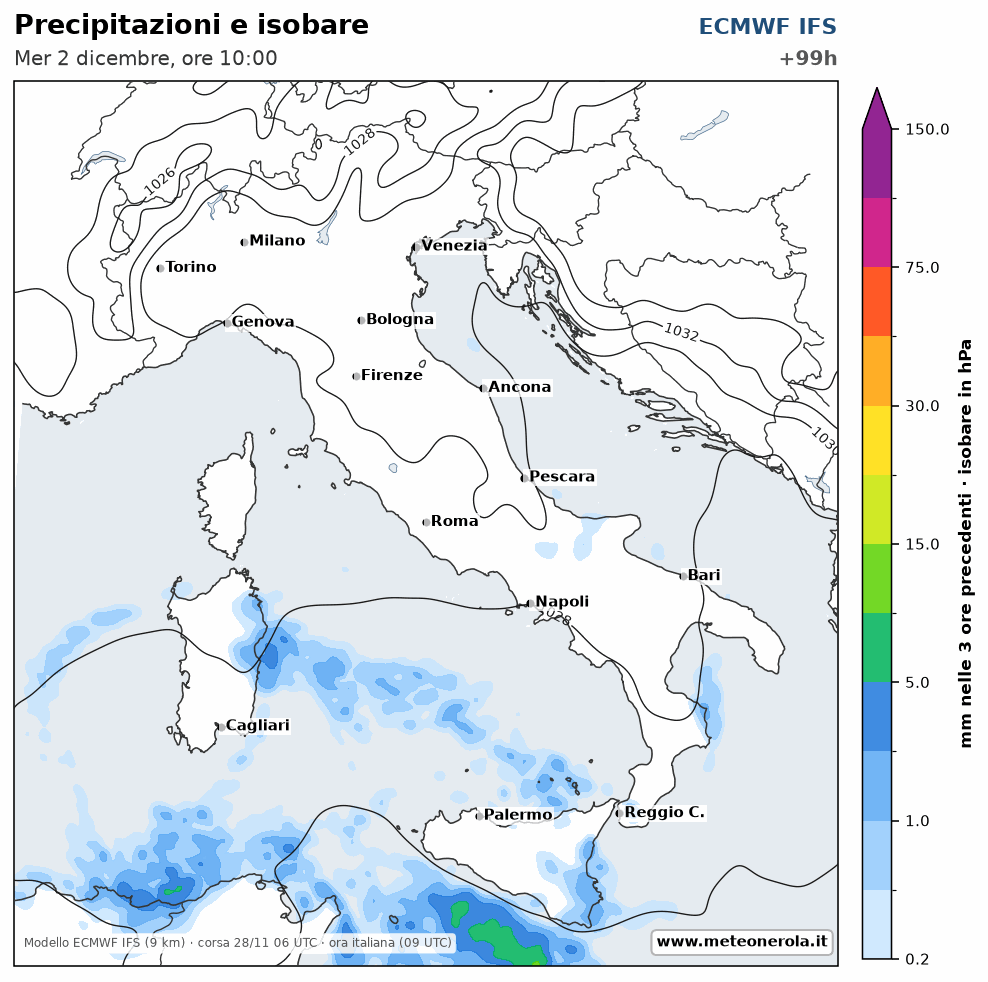 Precipitazioni e isobare
ECMWF IFS
Mer 2 dicembre, ore 10:00
+99h
150.0
75.0
30.0
15.0
5.0
1.0
0.2
mm nelle 3 ore precedenti · isobare in hPa
1028
1026
Milano
Venezia
Torino
Genova
Bologna
1032
Firenze
Ancona
1030
Pescara
Roma
Bari
Napoli
Cagliari
Palermo
Reggio C.
Modello ECMWF IFS (9 km) · corsa 28/11 06 UTC · ora italiana (09 UTC)
www.meteonerola.it